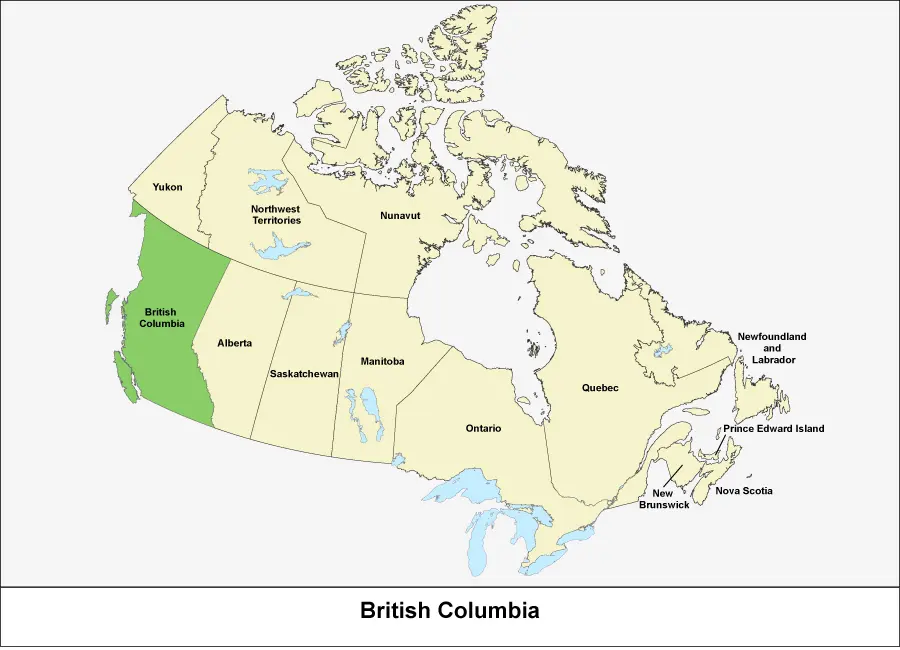 Yukon
Northwest
Territories
Nunavut
British
Columbia
Alberta
Saskatchewan
Manitoba
Ontario
Quebec
Newfoundland
and
Labrador
Prince Edward Island
Nova Scotia
New
Brunswick
British Columbia